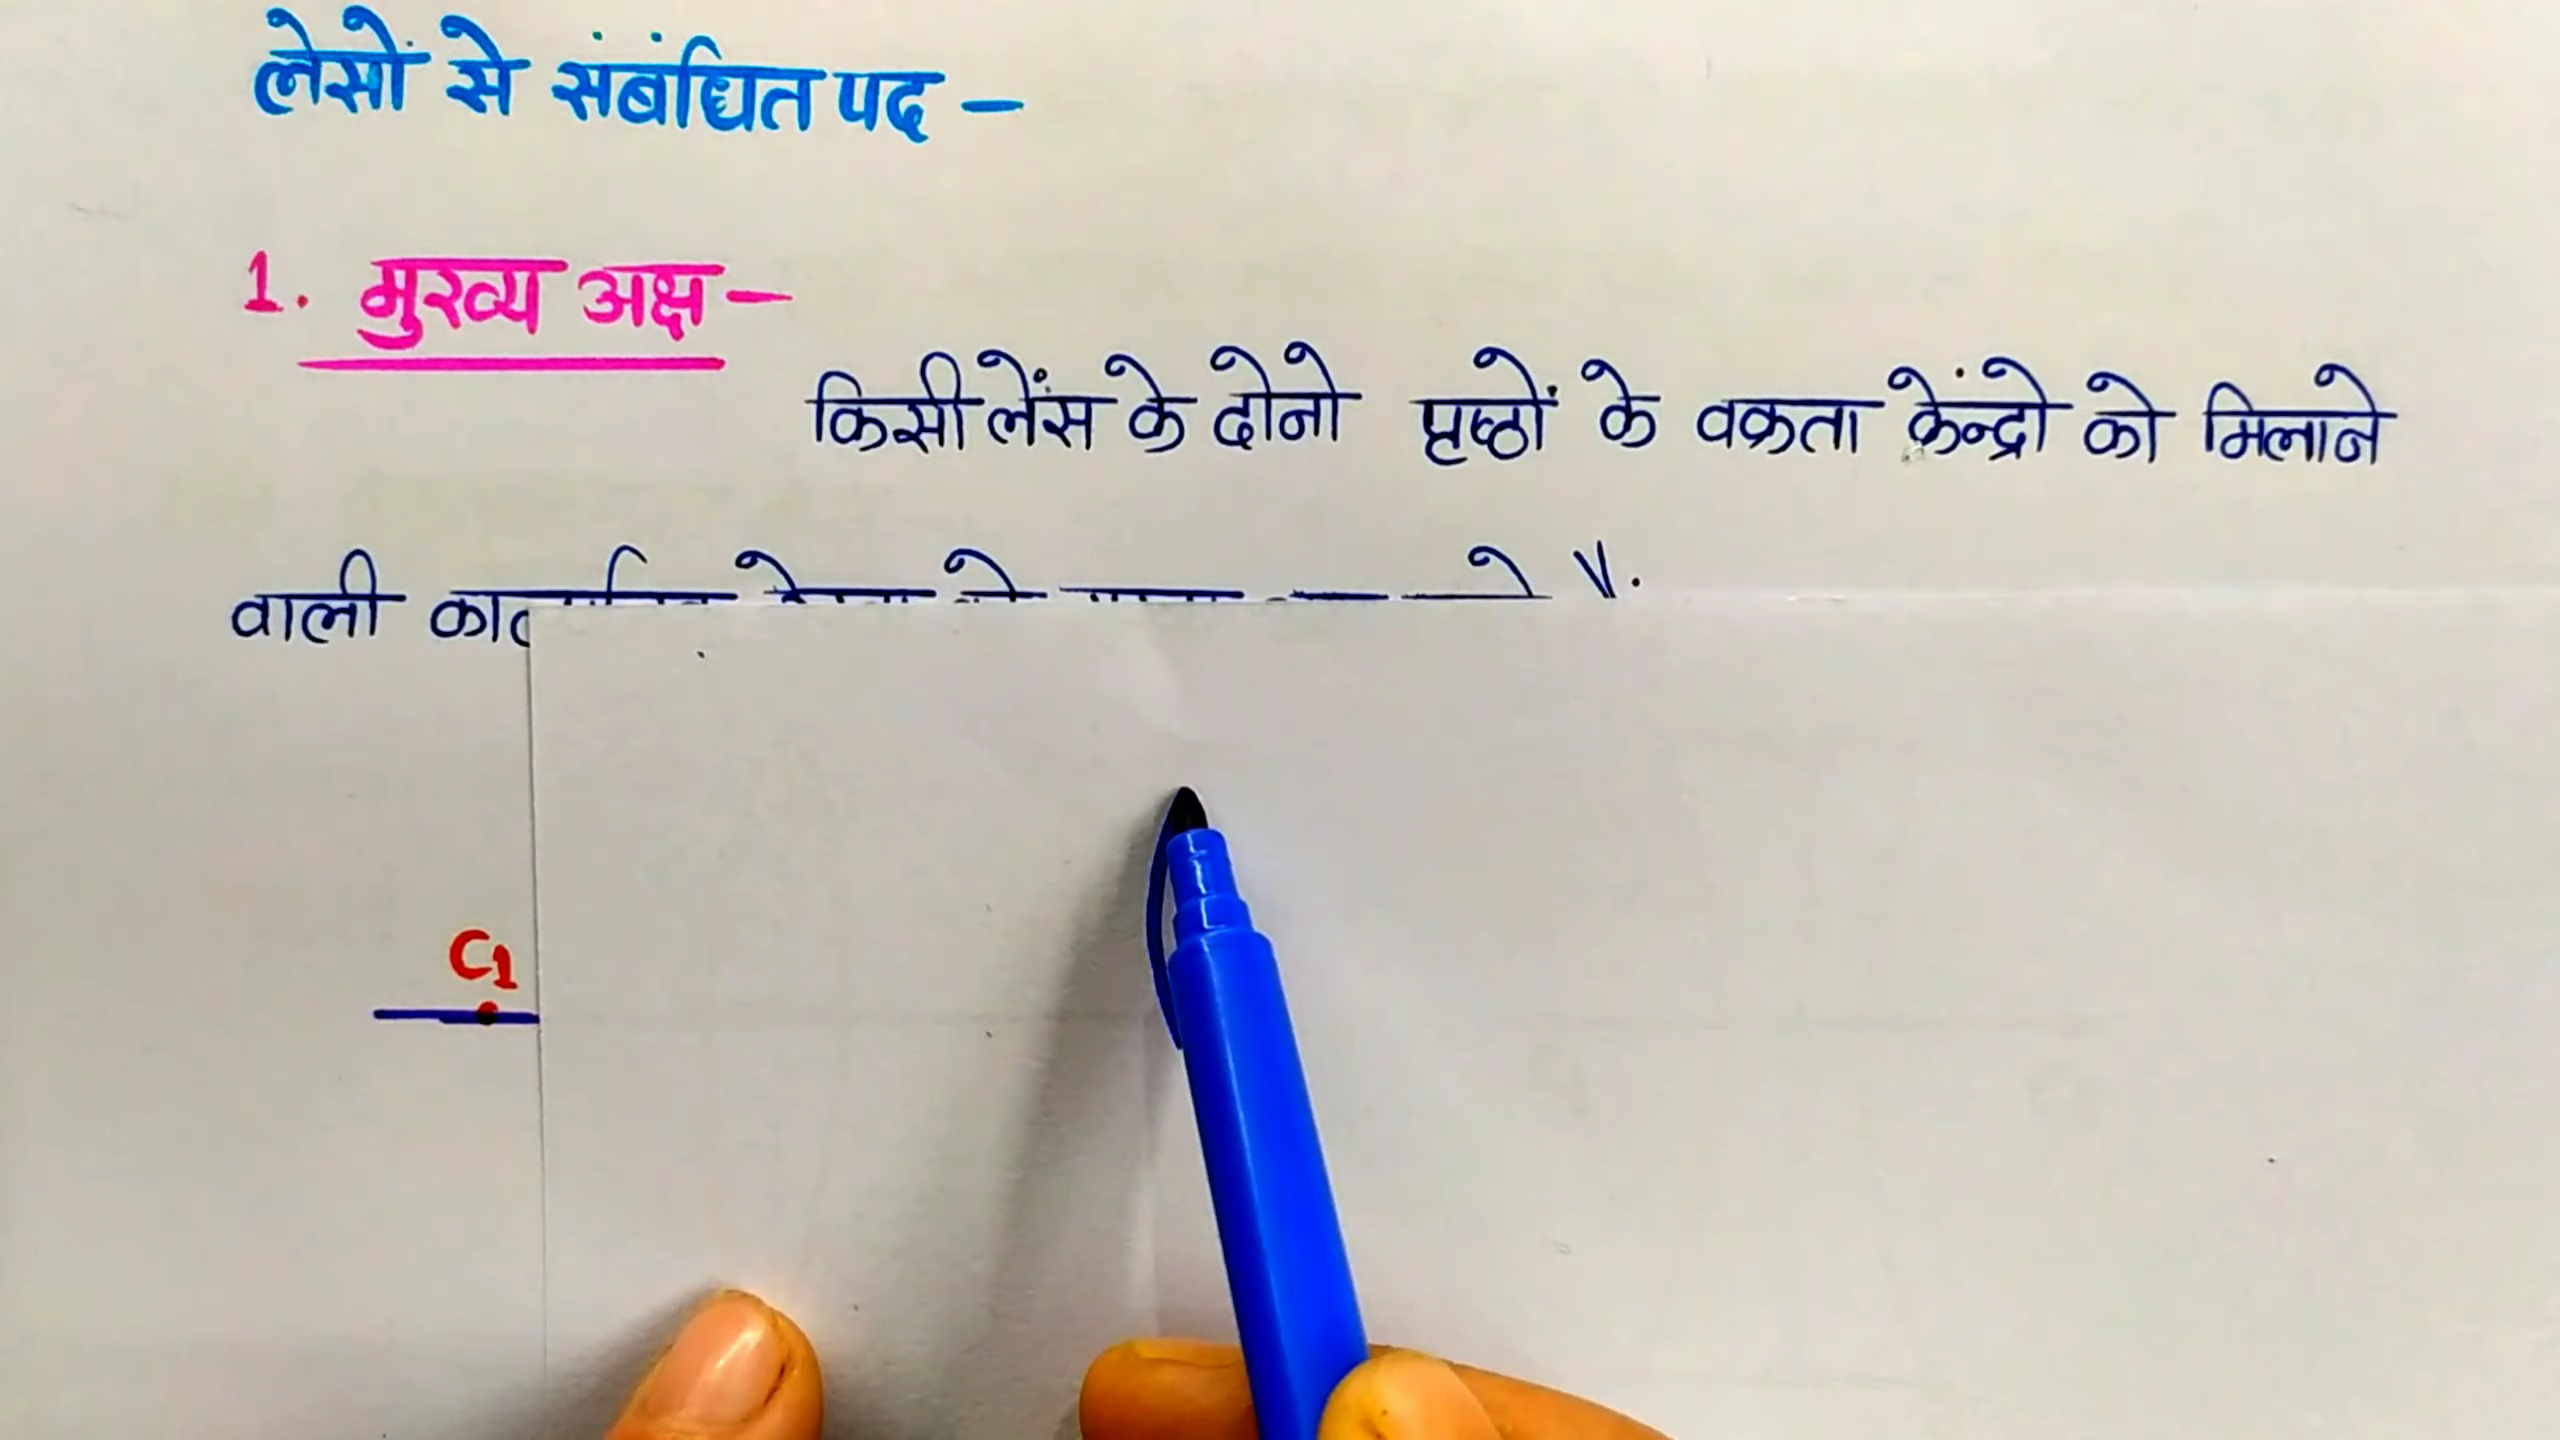 लेसों से संबंधित पद –
1. मुख्य अक्ष –
किसी लेंस के दोनो पृष्ठों के वक्रता केंन्द्रो को मिलाने
वाली
C1